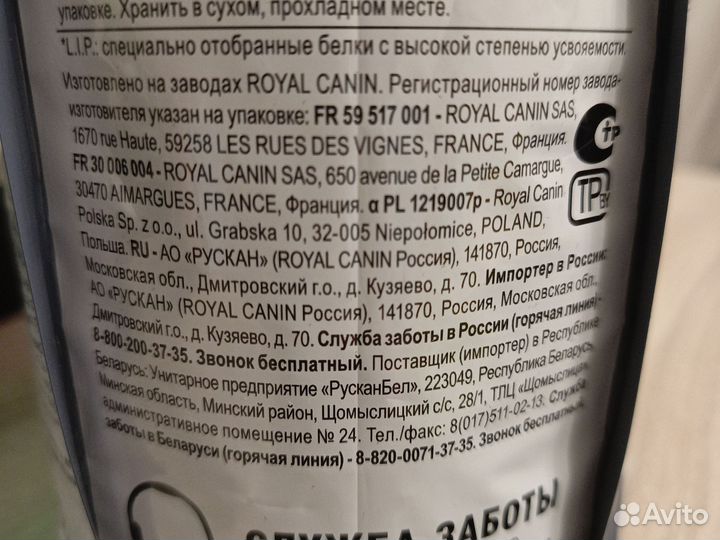 упаковке. Хранить в сухом, прохладном месте.
*L.I.P.: специально отобранные белки с высокой степенью усвояемости.
Изготовлено на заводах ROYAL CANIN. Регистрационный номер завода-
изготовителя указан на упаковке: FR 59 517 001 - ROYAL CANIN SAS,
1670 rue Haute, 59258 LES RUES DES VIGNES, FRANCE, Франция.
FR 30 006 004 - ROYAL CANIN SAS, 650 avenue de la Petite Camargue,
30470 AIMARGUES, FRANCE, Франция. α PL 1219007p - Royal Canin
Polska Sp. z o.o., ul. Grabska 10, 32-005 Niepołomice, POLAND,
Польша. RU - АО «РУСКАН» (ROYAL CANIN Россия), 141870, Россия,
Московская обл., Дмитровский г.о., д. Кузяево, д. 70. Импортер в России:
АО «РУСКАН» (ROYAL CANIN Россия), 141870, Россия, Московская обл.,
Дмитровский г.о., д. Кузяево, д. 70. Служба заботы в России (горячая линия) -
8-800-200-37-35. Звонок бесплатный. Поставщик (импортер) в Республике
Беларусь: Унитарное предприятие «РусканБел», 223049, Республика Беларусь,
Минская область, Минский район, Щомыслицкий с/с, 28/1, ТЛЦ «Щомыслица»,
административное помещение № 24. Тел./факс: 8(017)511-02-13. Служба
заботы в Беларуси (горячая линия) - 8-820-0071-37-35. Звонок бесплатный.
СЛУЖБА ЗАБОТЫ
TP
TP BY
Avito